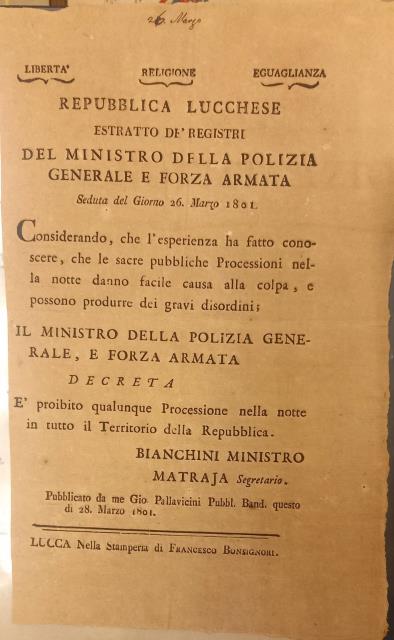 26. Marzo
LIBERTA' RELIGIONE EGUAGLIANZA
REPUBBLICA LUCCHESE
ESTRATTO DE' REGISTRI
DEL MINISTRO DELLA POLIZIA
GENERALE E FORZA ARMATA
Seduta del Giorno 26. Marzo 1801.
Considerando, che l'esperienza ha fatto cono-
scere, che le sacre pubbliche Processioni nel-
la notte danno facile causa alla colpa, e
possono produrre dei gravi disordini;
IL MINISTRO DELLA POLIZIA GENE-
RALE, E FORZA ARMATA
DECRETA
E' proibito qualunque Processione nella notte
in tutto il Territorio della Repubblica.
BIANCHINI MINISTRO
MATRAJA Segretario.
Pubblicato da me Gio. Pallavicini Pubbl. Band. questo
di 28. Marzo 1801.
LUCCA Nella Stamperia di FRANCESCO BONSIGNORI.